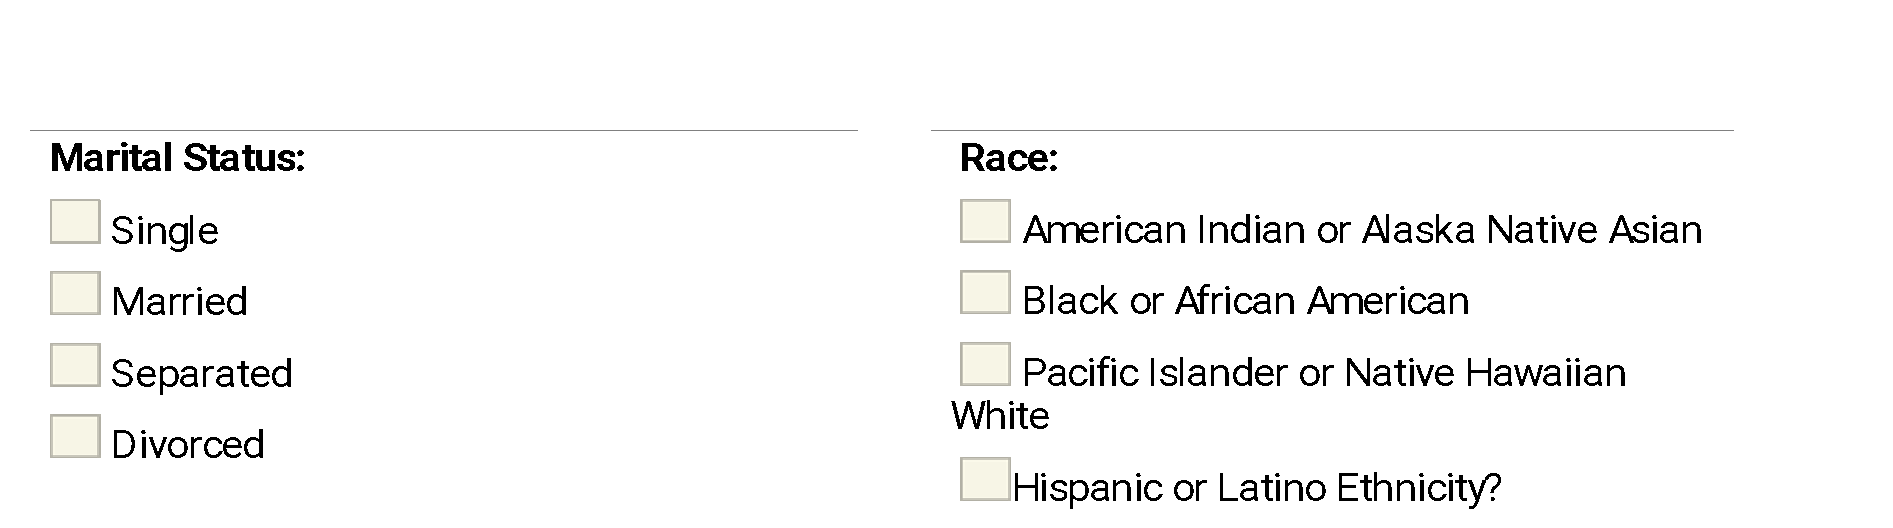 Marital Status:
Single
Married
Separated
Divorced
Race:
American Indian or Alaska Native Asian
Black or African American
Pacific Islander or Native Hawaiian
White
Hispanic or Latino Ethnicity?